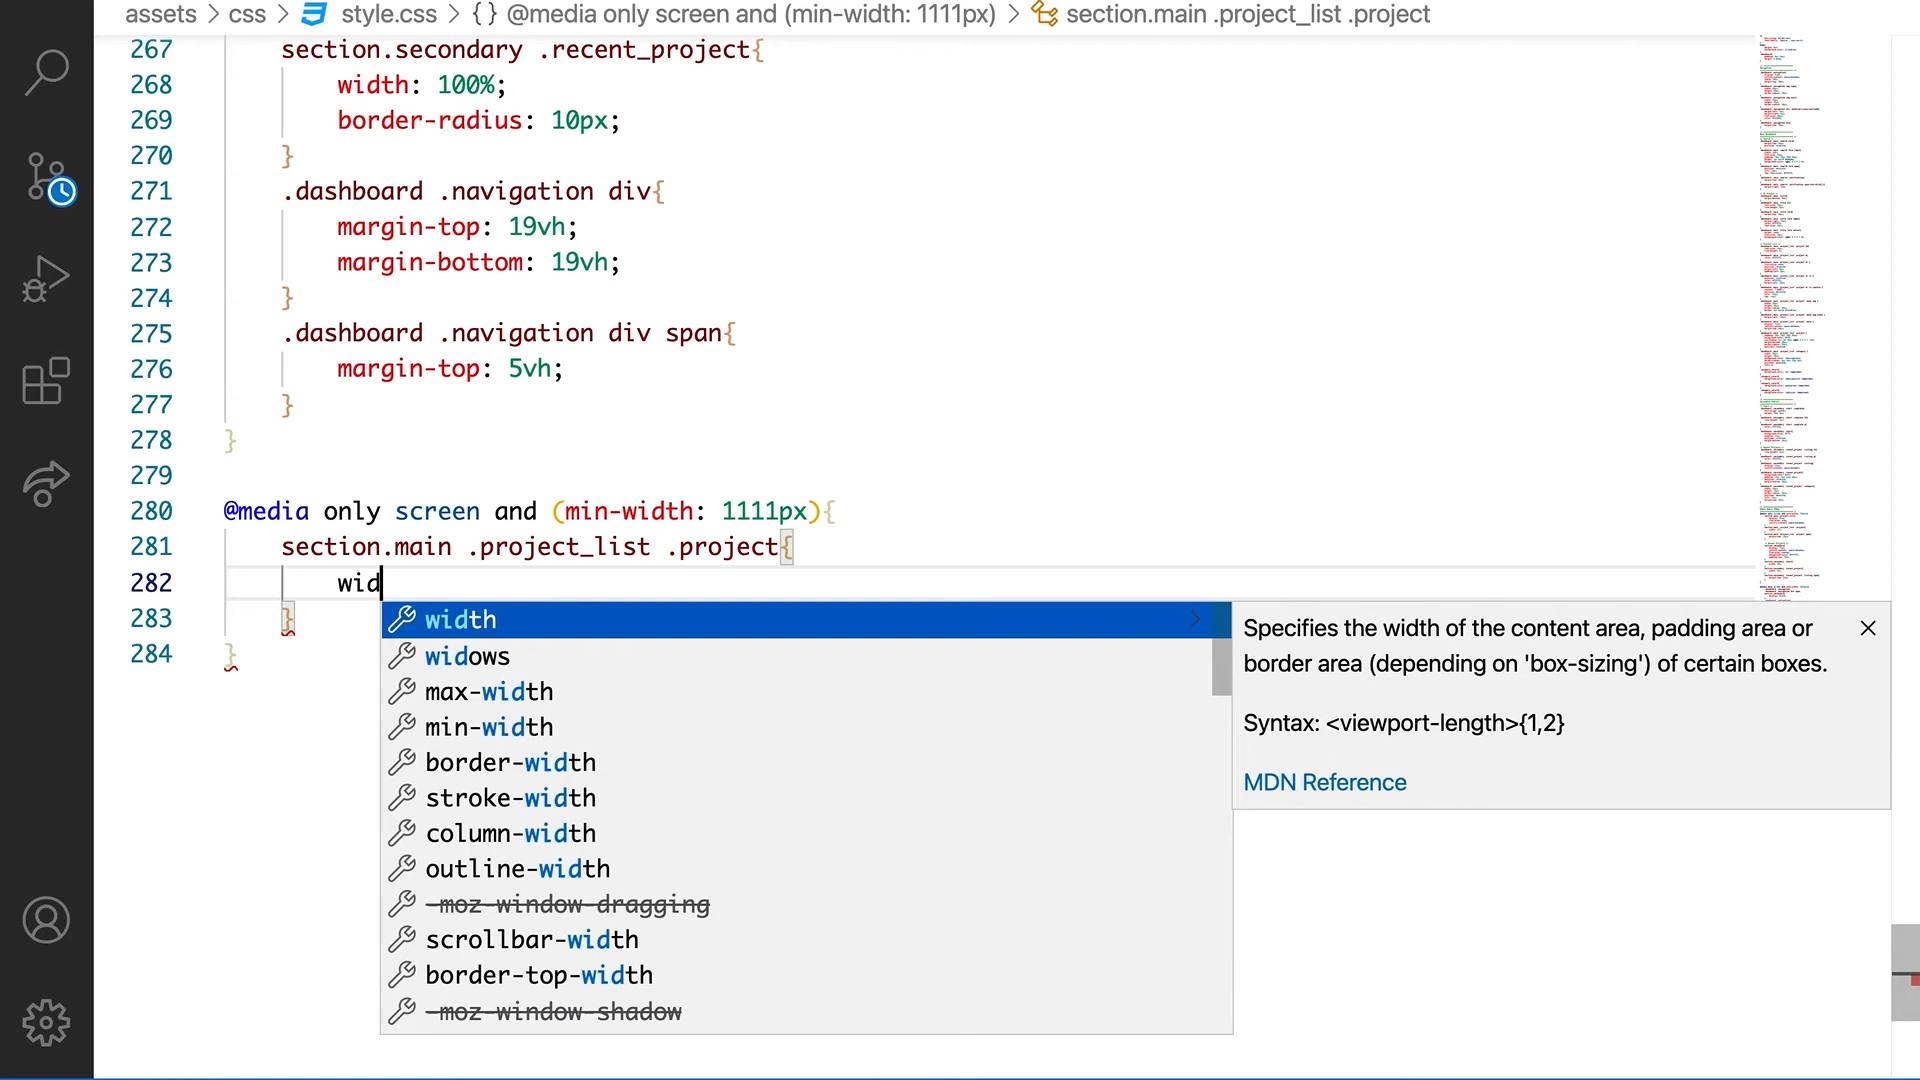 assets > css > style.css > {} @media only screen and (min-width: 1111px) > section.main .project_list .project
267 section.secondary .recent_project{
268 width: 100%;
269 border-radius: 10px;
270 }
271 .dashboard .navigation div{
272 margin-top: 19vh;
273 margin-bottom: 19vh;
274 }
275 .dashboard .navigation div span{
276 margin-top: 5vh;
277 }
278 }
279
280 @media only screen and (min-width: 1111px){
281 section.main .project_list .project{
282 wid
283 }
284 }
width
widows
max-width
min-width
border-width
stroke-width
column-width
outline-width
-moz-window-dragging
scrollbar-width
border-top-width
-moz-window-shadow
Specifies the width of the content area, padding area or
border area (depending on 'box-sizing') of certain boxes.
Syntax: <viewport-length>{1,2}
MDN Reference